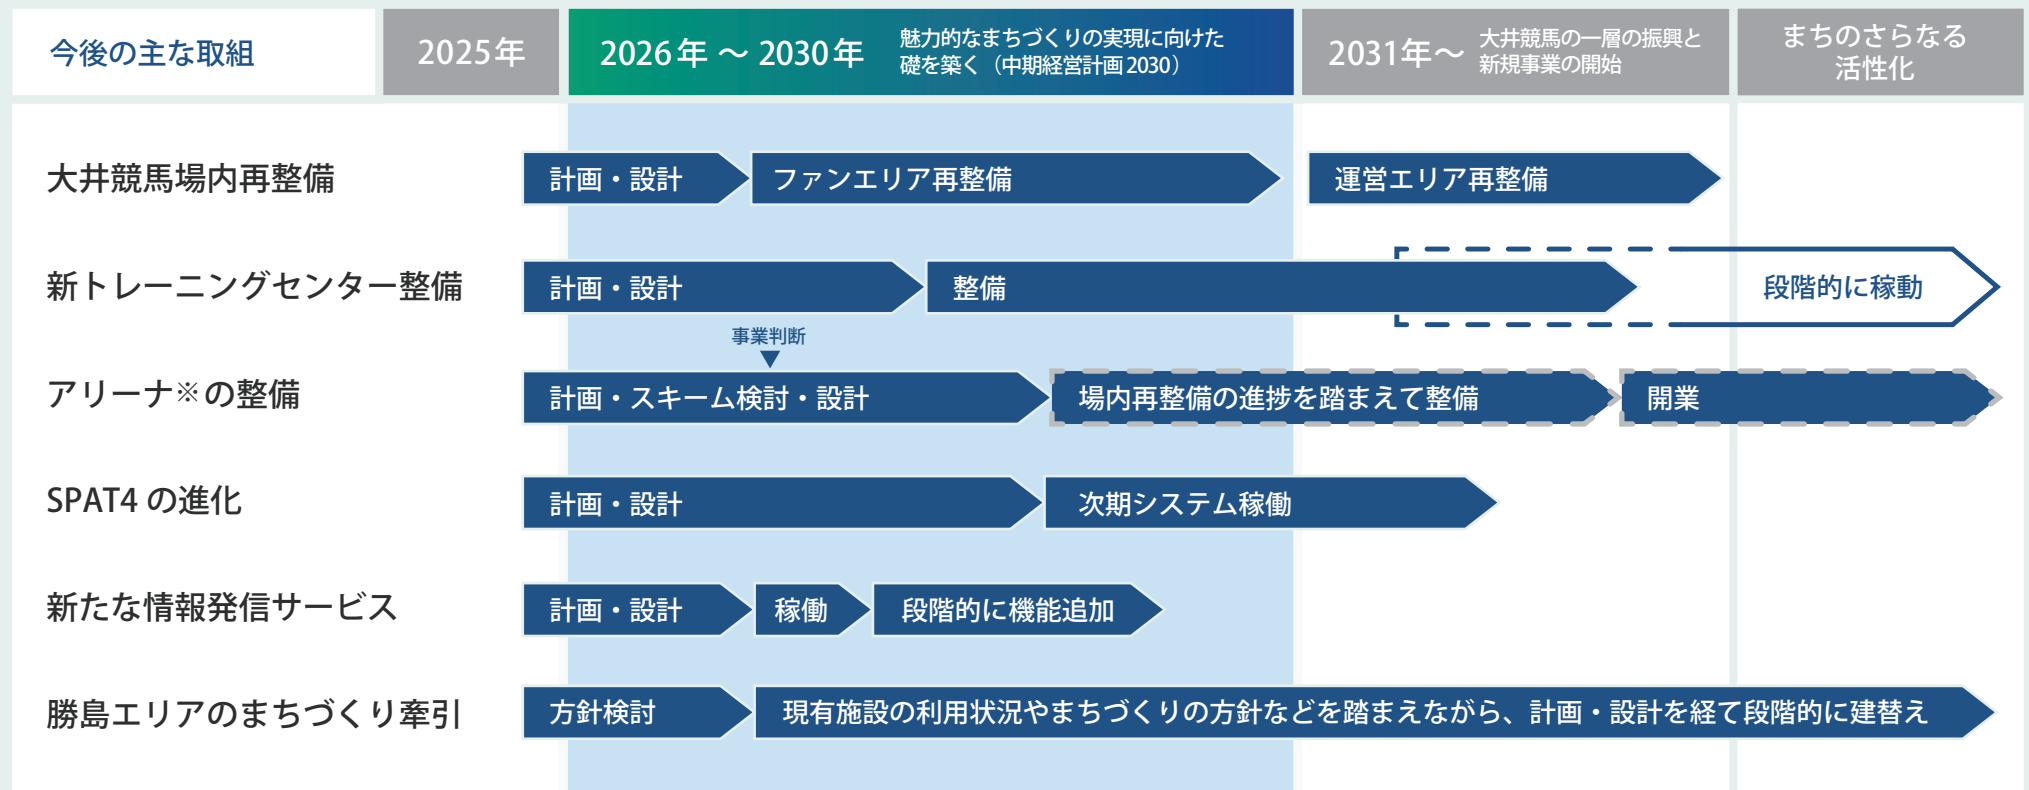 今後の主な取組
2025年
2026年 ～ 2030年
魅力的なまちづくりの実現に向けた
礎を築く（中期経営計画2030）
2031年～
大井競馬の一層の振興と
新規事業の開始
まちのさらなる
活性化
大井競馬場内再整備
計画・設計
ファンエリア再整備
運営エリア再整備
新トレーニングセンター整備
計画・設計
整備
段階的に稼動
事業判断
アリーナ※の整備
計画・スキーム検討・設計
場内再整備の進捗を踏まえて整備
開業
SPAT4 の進化
計画・設計
次期システム稼働
新たな情報発信サービス
計画・設計
稼働
段階的に機能追加
勝島エリアのまちづくり牽引
方針検討
現有施設の利用状況やまちづくりの方針などを踏まえながら、計画・設計を経て段階的に建替え